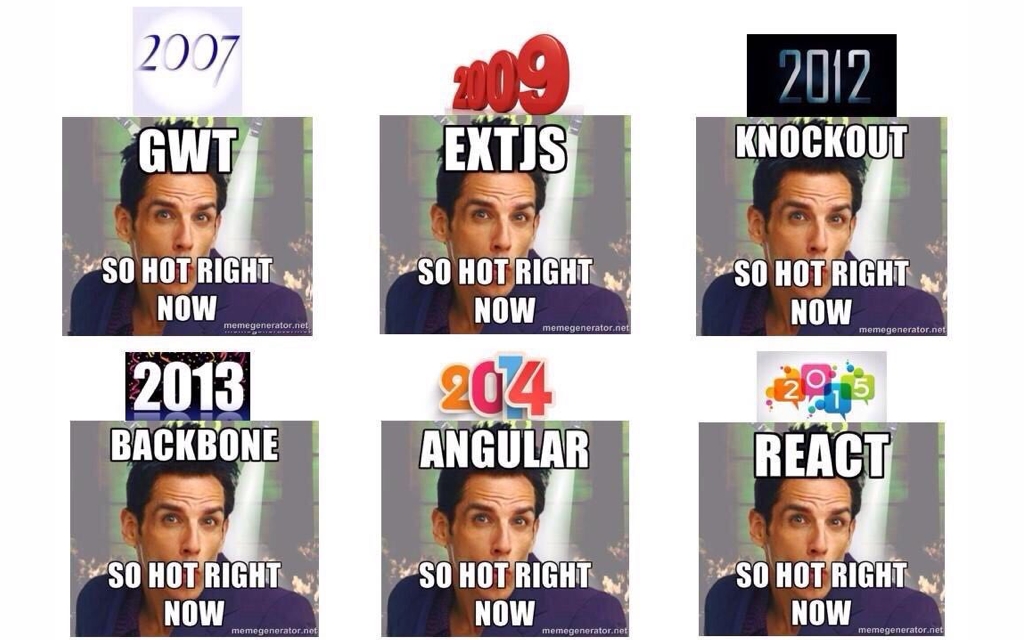 2007
GWT
SO HOT RIGHT
NOW
memegenerator.net
2009
EXTJS
SO HOT RIGHT
NOW
memegenerator.net
2012
KNOCKOUT
SO HOT RIGHT
NOW
memegenerator.net
2013
BACKBONE
SO HOT RIGHT
NOW
memegenerator.net
2014
ANGULAR
SO HOT RIGHT
NOW
memegenerator.net
2015
REACT
SO HOT RIGHT
NOW
memegenerator.net